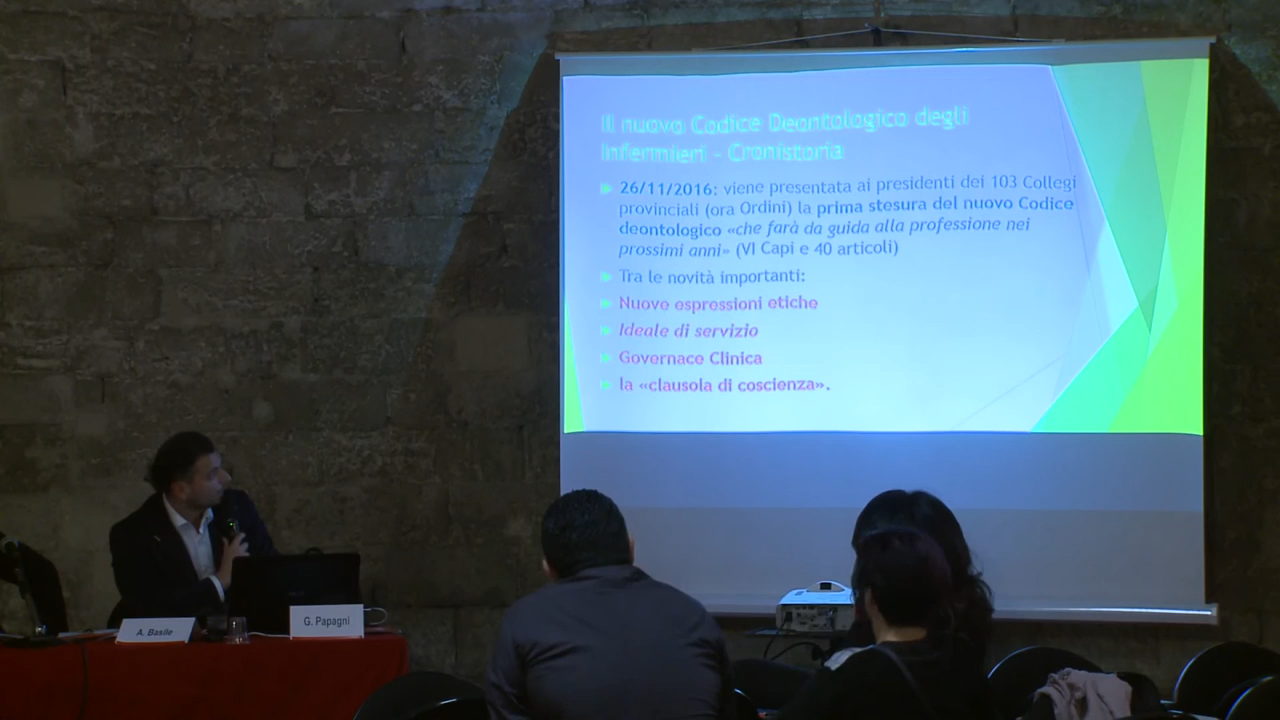 Il nuovo Codice Deontologico degli
Infermieri - Cronistoria
26/11/2016: viene presentata ai presidenti dei 103 Collegi
provinciali (ora Ordini) la prima stesura del nuovo Codice
deontologico «che farà da guida alla professione nei
prossimi anni» (VI Capi e 40 articoli)
Tra le novità importanti:
Nuove espressioni etiche
Ideale di servizio
Governace Clinica
la «clausola di coscienza».
A. Basile
G. Papagni